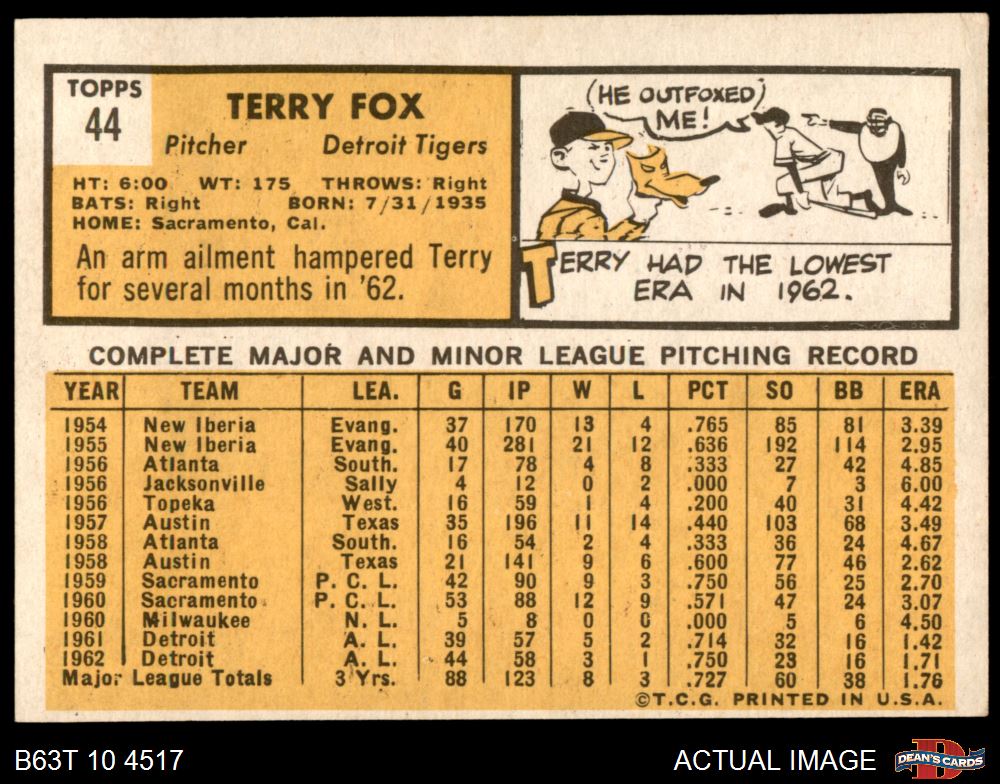 TOPPS
44
TERRY FOX
Pitcher Detroit Tigers
HT: 6:00 WT: 175 THROWS: Right
BATS: Right BORN: 7/31/1935
HOME: Sacramento, Cal.
An arm ailment hampered Terry
for several months in '62.
(HE OUTFOXED)
ME!
TERRY HAD THE LOWEST
ERA IN 1962.
COMPLETE MAJOR AND MINOR LEAGUE PITCHING RECORD
YEAR TEAM LEA. G IP W L PCT SO BB ERA
1954 New Iberia Evang. 37 170 13 4 .765 85 81 3.39
1955 New Iberia Evang. 40 281 21 12 .636 192 114 2.95
1956 Atlanta South. 17 78 4 8 .333 27 42 4.85
1956 Jacksonville Sally 4 12 0 2 .000 7 3 6.00
1956 Topeka West. 16 59 1 4 .200 40 31 4.42
1957 Austin Texas 35 196 11 14 .440 103 68 3.49
1958 Atlanta South. 16 54 2 4 .333 36 24 4.67
1958 Austin Texas 21 141 9 6 .600 77 46 2.62
1959 Sacramento P. C. L. 42 90 9 3 .750 56 25 2.70
1960 Sacramento P. C. L. 53 88 12 9 .571 47 24 3.07
1960 Milwaukee N. L. 5 8 0 0 .000 5 6 4.50
1961 Detroit A. L. 39 57 5 2 .714 32 16 1.42
1962 Detroit A. L. 44 58 3 1 .750 23 16 1.71
Major League Totals 3 Yrs. 88 123 8 3 .727 60 38 1.76
©T.C.G. PRINTED IN U.S.A.
B63T 10 4517 ACTUAL IMAGE DEAN'S CARDS